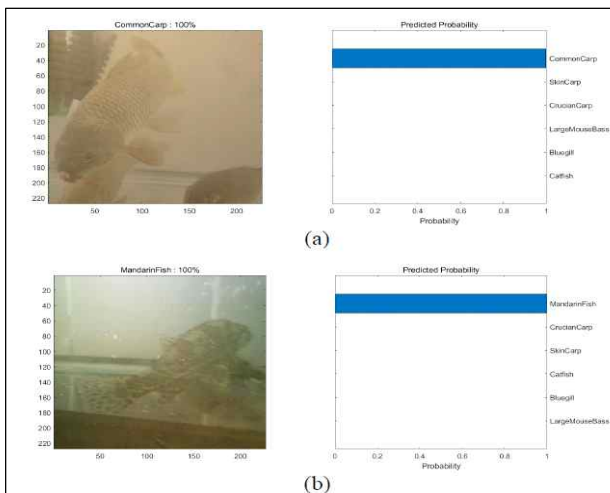 CommonCarp : 100%
20
40
60
80
100
120
140
160
180
200
220
50
100
150
200
Predicted Probability
CommonCarp
SkinCarp
CrucianCarp
LargeMouseBass
Bluegill
Catfish
0
0.2
0.4
0.6
0.8
1
Probability
(a)
MandarinFish : 100%
20
40
60
80
100
120
140
160
180
200
220
50
100
150
200
Predicted Probability
MandarinFish
CrucianCarp
SkinCarp
Catfish
Bluegill
LargeMouseBass
0
0.2
0.4
0.6
0.8
1
Probability
(b)